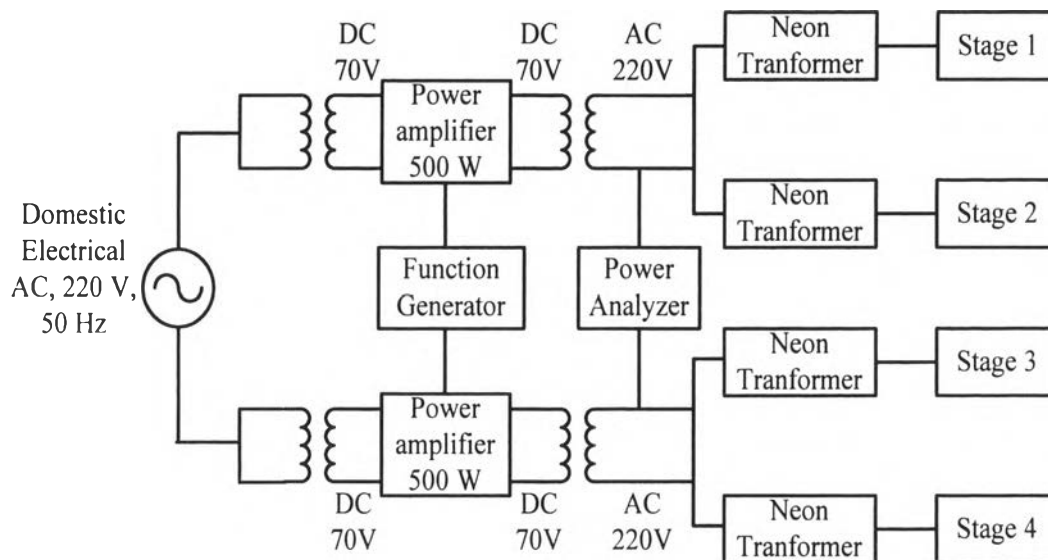 DC
70V
DC
70V
AC
220V
Neon
Tranformer
Stage 1
Power
amplifier
500 W
Neon
Tranformer
Stage 2
Domestic
Electrical
AC, 220 V,
50 Hz
Function
Generator
Power
Analyzer
Neon
Tranformer
Stage 3
Power
amplifier
500 W
DC
70V
DC
70V
AC
220V
Neon
Tranformer
Stage 4